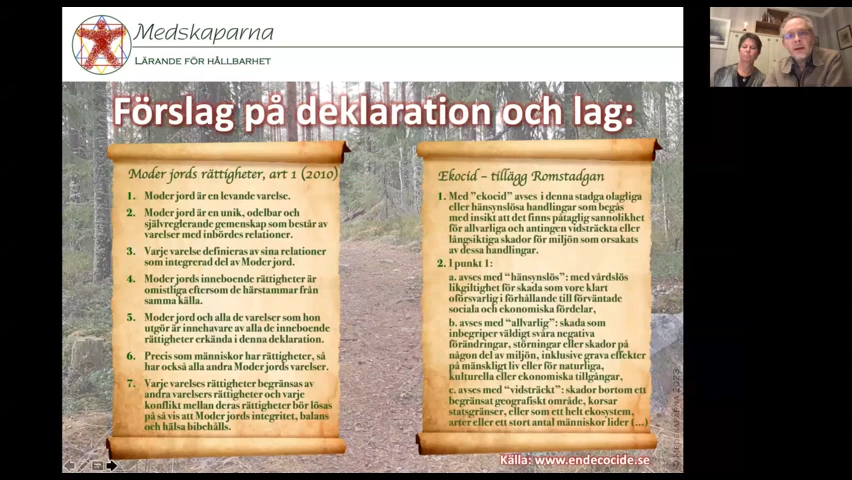 Medskaparna
LÄRANDE FÖR HÅLLBARHET
Förslag på deklaration och lag:
Moder jords rättigheter, art 1 (2010)
1. Moder jord är en levande varelse.
2. Moder jord är en unik, odelbar och
självreglerande gemenskap som består av
varelser med inbördes relationer.
3. Varje varelse definieras av sina relationer
som integrerad del av Moder jord.
4. Moder jords inneboende rättigheter är
omistliga eftersom de härstammar från
samma källa.
5. Moder jord och alla de varelser som hon
utgör är innehavare av alla de inneboende
rättigheter erkända i denna deklaration.
6. Precis som människor har rättigheter, så
har också alla andra Moder jords varelser.
7. Varje varelses rättigheter begränsas av
andra varelsers rättigheter och varje
konflikt mellan deras rättigheter bör lösas
på så vis att Moder jords integritet, balans
och hälsa bibehålls.
Ekocid – tillägg Romstadgan
1. Med ”ekocid” avses i denna stadga olagliga
eller hänsynslösa handlingar som begås
med insikt att det finns påtaglig sannolikhet
för allvarliga och antingen vidsträckta eller
långsiktiga skador för miljön som orsakats
av dessa handlingar.
2. I punkt 1:
a. avses med “hänsynslös”: med vårdslös
likgiltighet för skada som vore klart
oförsvarlig i förhållande till förväntade
sociala och ekonomiska fördelar,
b. avses med “allvarlig”: skada som
inbegriper väldigt svåra negativa
förändringar, störningar eller skador på
någon del av miljön, inklusive grava effekter
på mänskligt liv eller för naturliga,
kulturella eller ekonomiska tillgångar,
c. avses med “vidsträckt”: skador bortom ett
begränsat geografiskt område, korsar
statsgränser, eller som ett helt ekosystem,
arter eller ett stort antal människor lider (...)
Källa: www.endecocide.se